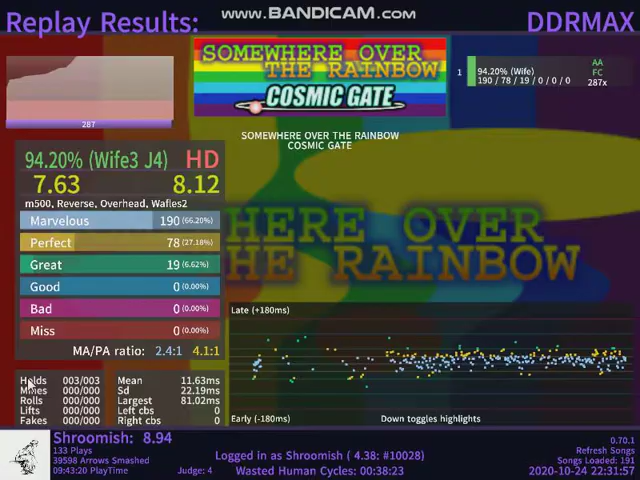 WWW.BANDICAM.COM
Replay Results:
DDRMAX
SOMEWHERE OVER
THE RAINBOW
COSMIC GATE
1
94.20% (Wife)
190 / 78 / 19 / 0 / 0 / 0
AA
FC
287x
287
SOMEWHERE OVER THE RAINBOW
COSMIC GATE
94.20% (Wife3 J4) HD
7.63 8.12
m500, Reverse, Overhead, Wafles2
Marvelous 190 (66.20%)
Perfect 78 (27.18%)
Great 19 (6.62%)
Good 0 (0.00%)
Bad 0 (0.00%)
Miss 0 (0.00%)
MA/PA ratio: 2.4:1 4.1:1
HERE OVER
E RAINBOW
Late (+180ms)
Early (-180ms)
Down toggles highlights
Holds 003/003
Mines 000/000
Rolls 000/000
Lifts 000/000
Fakes 000/000
Mean 11.63ms
Sd 22.19ms
Largest 81.02ms
Left cbs 0
Right cbs 0
Shroomish: 8.94
133 Plays
39598 Arrows Smashed
09:43:20 PlayTime
Judge: 4
Logged in as Shroomish ( 4.38: #10028)
Wasted Human Cycles: 00:38:23
0.70.1
Refresh Songs
Songs Loaded: 191
2020-10-24 22:31:57